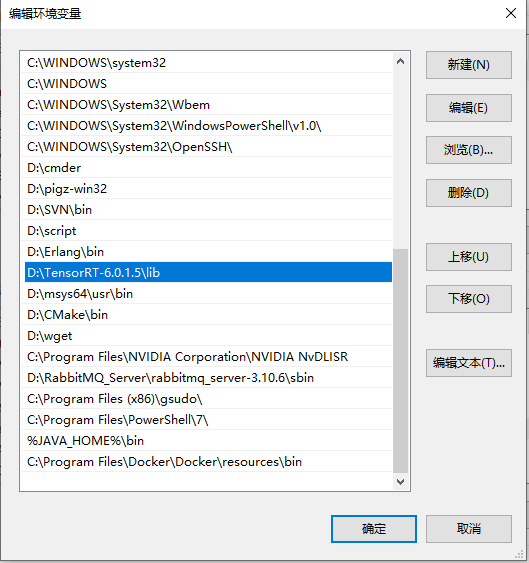 编辑环境变量
C:\WINDOWS\system32
C:\WINDOWS
C:\WINDOWS\System32\Wbem
C:\WINDOWS\System32\WindowsPowerShell\v1.0\
C:\WINDOWS\System32\OpenSSH\
D:\cmder
D:\pigz-win32
D:\SVN\bin
D:\script
D:\Erlang\bin
D:\TensorRT-6.0.1.5\lib
D:\msys64\usr\bin
D:\CMake\bin
D:\wget
C:\Program Files\NVIDIA Corporation\NVIDIA NvDLISR
D:\RabbitMQ_Server\rabbitmq_server-3.10.6\sbin
C:\Program Files (x86)\gsudo\
C:\Program Files\PowerShell\7\
%JAVA_HOME%\bin
C:\Program Files\Docker\Docker\resources\bin
新建(N)
编辑(E)
浏览(B)...
删除(D)
上移(U)
下移(O)
编辑文本(T)...
确定
取消